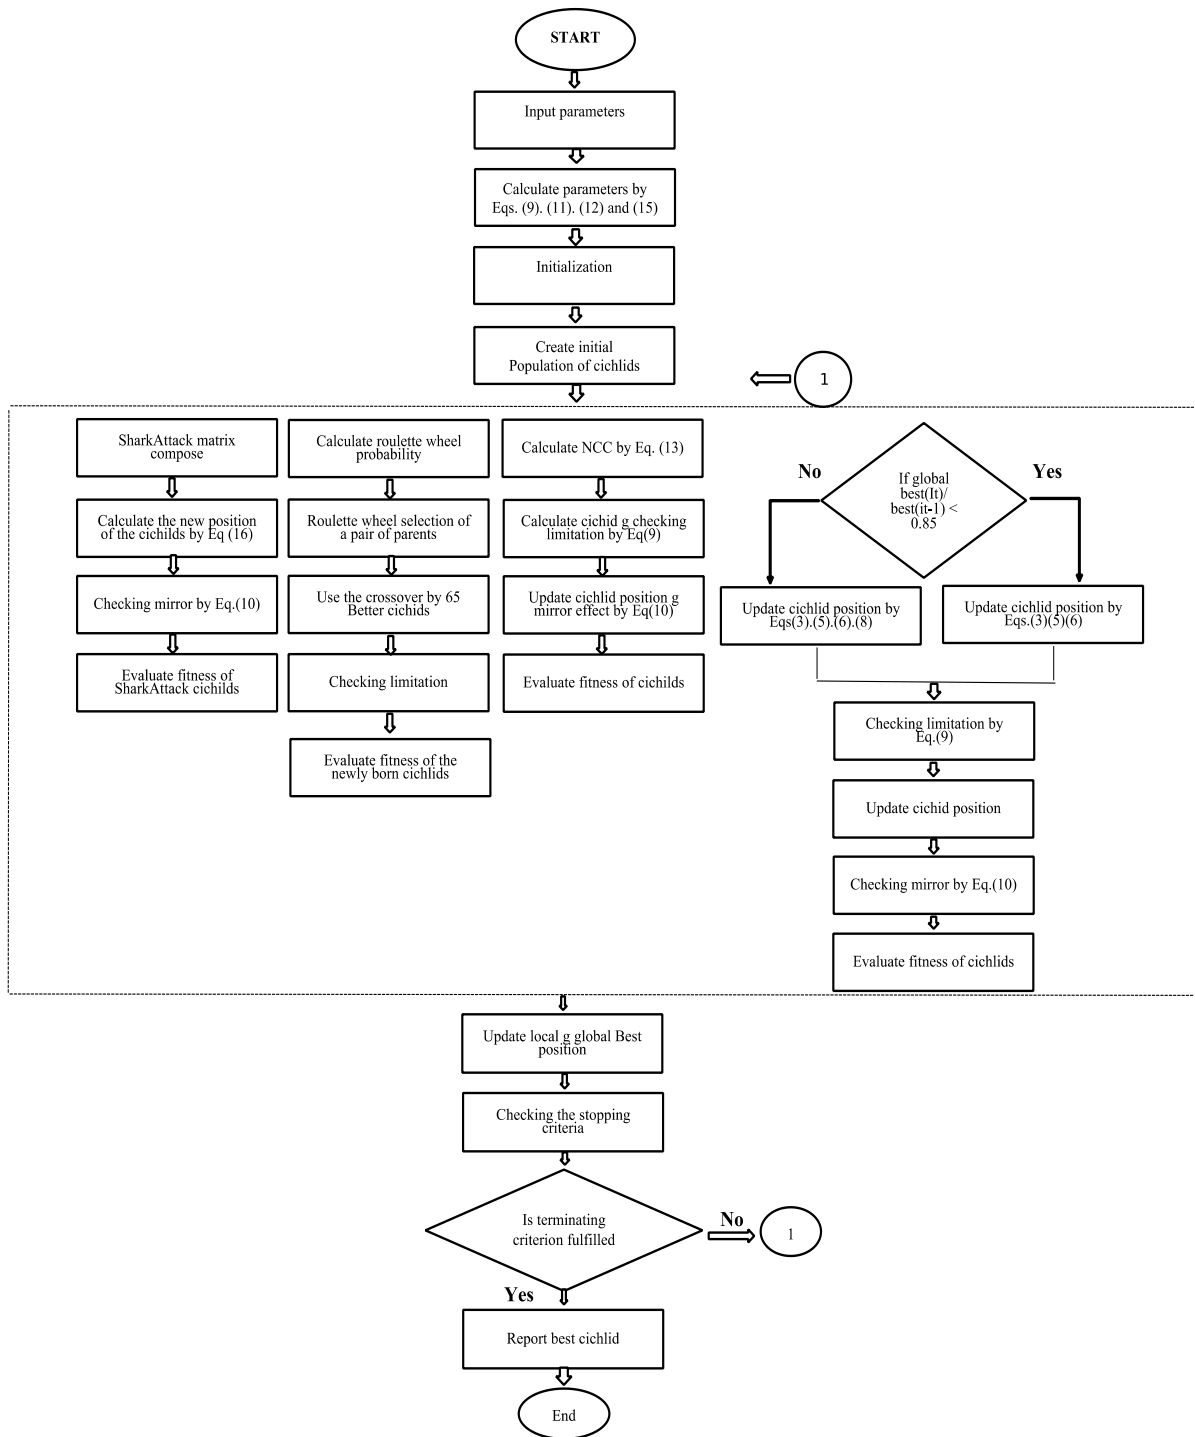 START
Input parameters
Calculate parameters by
Eqs. (9). (11). (12) and (15)
Initialization
Create initial
Population of cichlids
1
SharkAttack matrix
compose
Calculate the new position
of the cichilds by Eq (16)
Checking mirror by Eq.(10)
Evaluate fitness of
SharkAttack cichilds
Calculate roulette wheel
probability
Roulette wheel selection of
a pair of parents
Use the crossover by 65
Better cichids
Checking limitation
Evaluate fitness of the
newly born cichlids
Calculate NCC by Eq. (13)
Calculate cichid g checking
limitation by Eq(9)
Update cichlid position g
mirror effect by Eq(10)
Evaluate fitness of cichilds
No
If global
best(It)/
best(it-1) <
0.85
Yes
Update cichlid position by
Eqs(3).(5).(6).(8)
Update cichlid position by
Eqs.(3)(5)(6)
Checking limitation by
Eq.(9)
Update cichid position
Checking mirror by Eq.(10)
Evaluate fitness of cichlids
Update local g global Best
position
Checking the stopping
criteria
Is terminating
criterion fulfilled
No
1
Yes
Report best cichlid
End